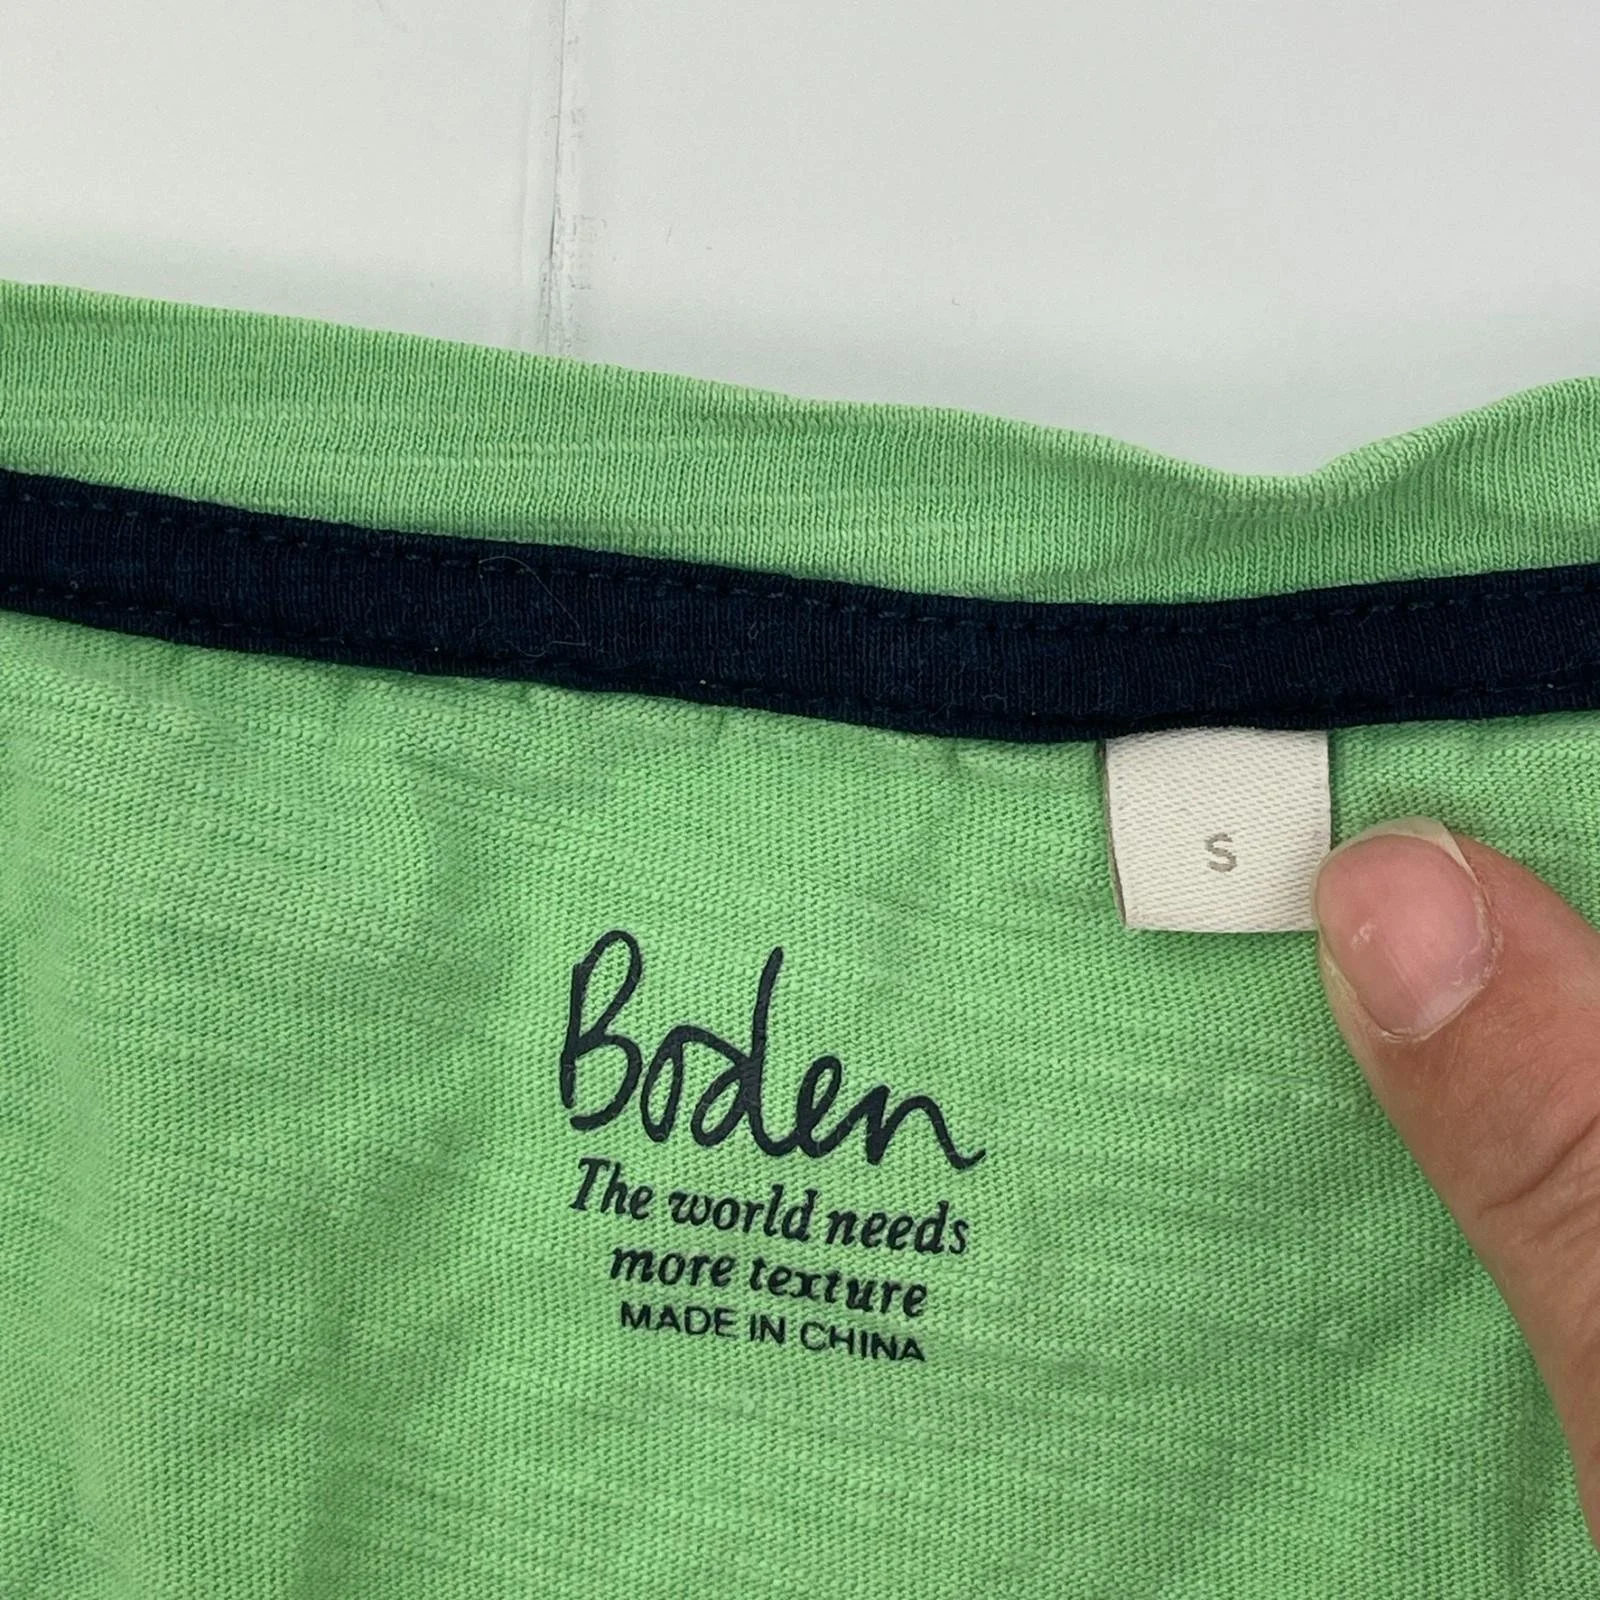 S
Boden
The world needs
more texture
MADE IN CHINA